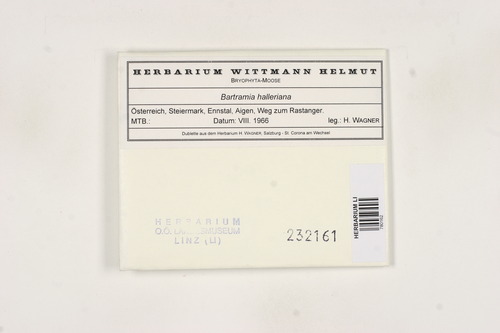 HERBARIUM WITTMANN HELMUT
BRYOPHYTA-MOOSE
Bartramia halleriana
Österreich, Steiermark, Ennstal, Aigen, Weg zum Rastanger.
MTB.: Datum: VIII. 1966 leg.: H. WAGNER
Dublette aus dem Herbarium H. WAGNER, Salzburg - St. Corona am Wechsel
HERBARIUM
O.Ö. LANDESMUSEUM
LINZ (LI)
232161
HERBARIUM LI